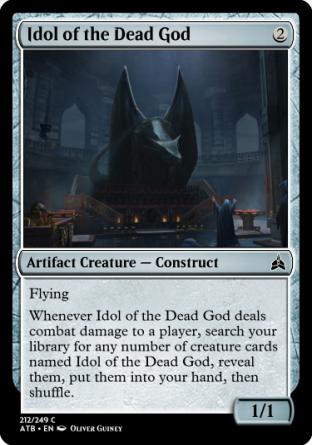 Idol of the Dead God 2
Artifact Creature — Construct
Flying
Whenever Idol of the Dead God deals
combat damage to a player, search your
library for any number of creature cards
named Idol of the Dead God, reveal
them, put them into your hand, then
shuffle.
1/1
212/249 C
ATB • EN Oliver Guiney